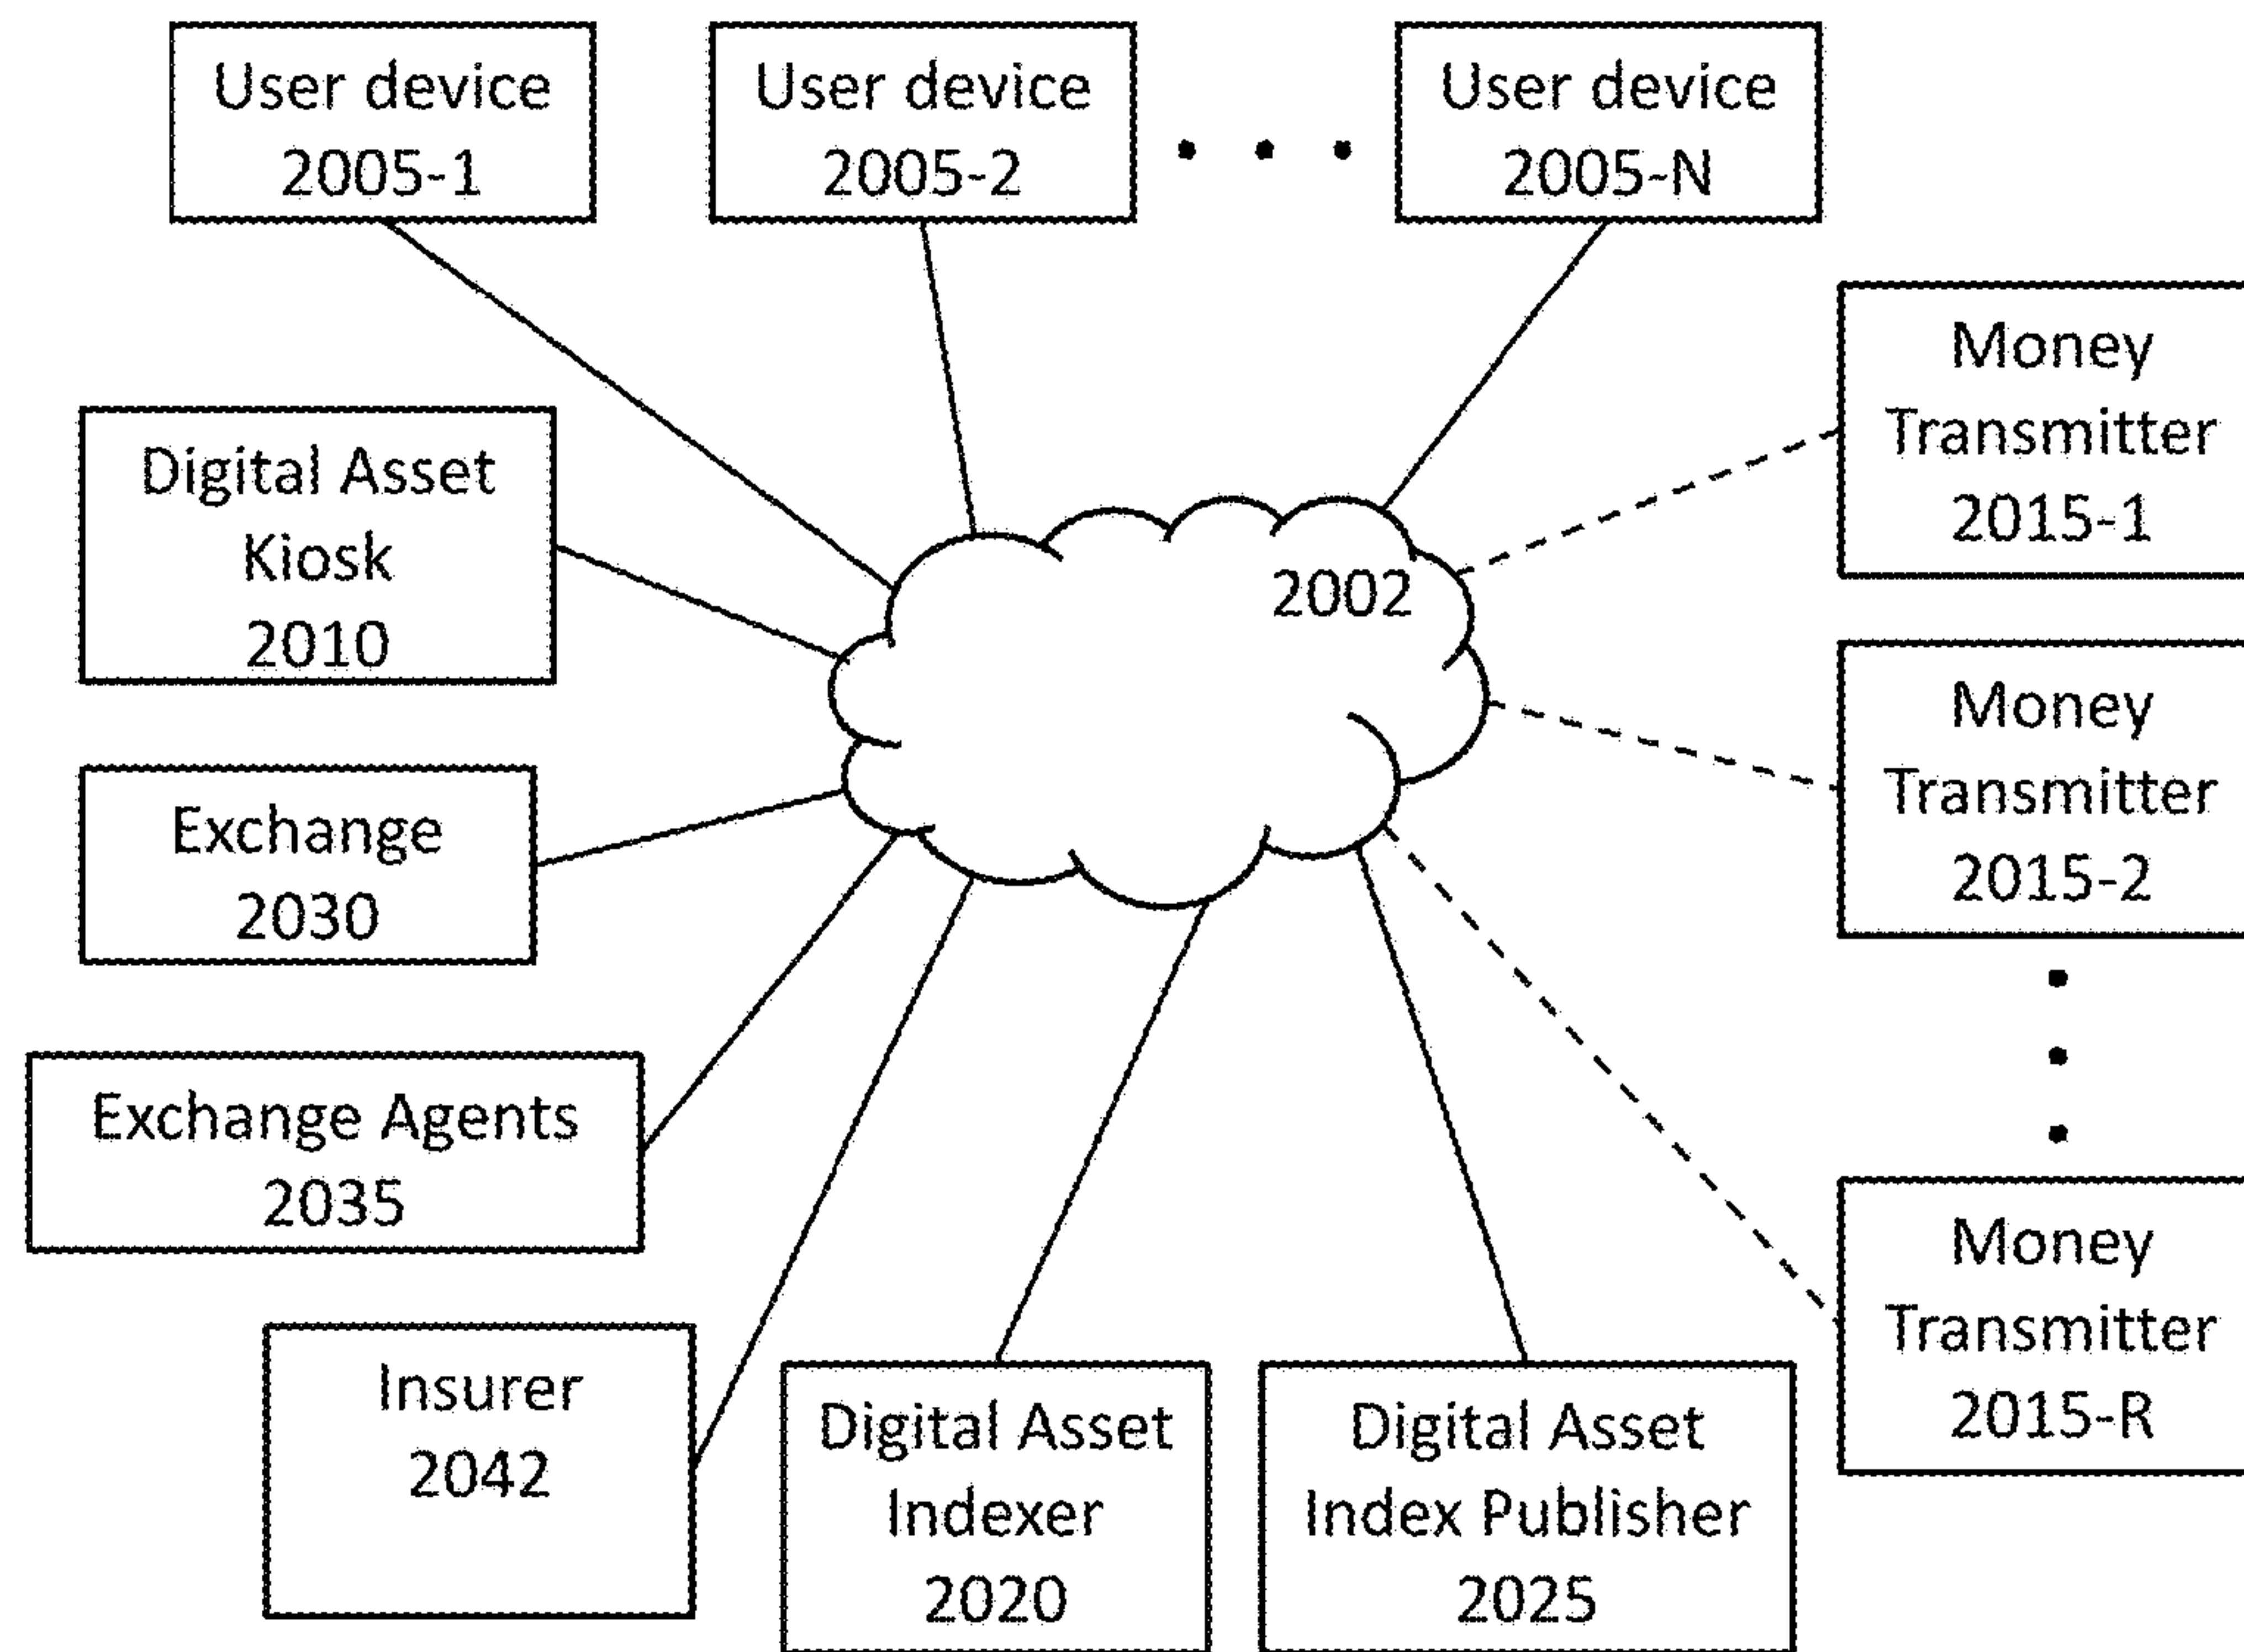 User device
2005-1
User device
2005-2
User device
2005-N
Money
Transmitter
2015-1
Digital Asset
Kiosk
2010
2002
Money
Transmitter
2015-2
Exchange
2030
Exchange Agents
2035
Money
Transmitter
2015-R
Insurer
2042
Digital Asset
Indexer
2020
Digital Asset
Index Publisher
2025